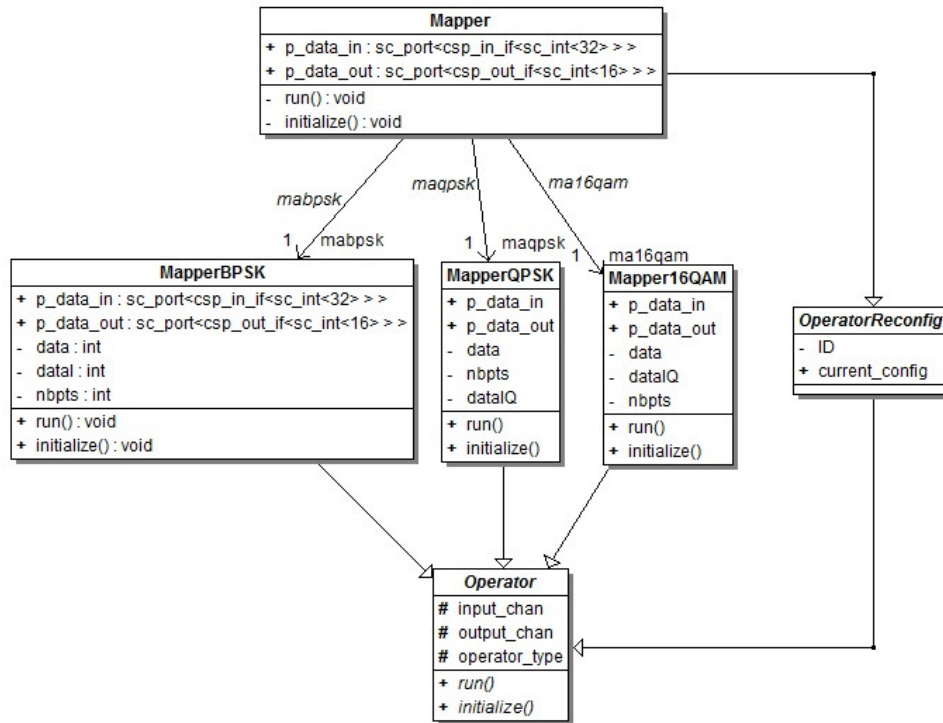 Mapper
+ p_data_in : sc_port<csp_in_if<sc_int<32> > >
+ p_data_out : sc_port<csp_out_if<sc_int<16> > >
- run() : void
- initialize() : void
mabpsk
maqpsk
ma16qam
1 mabpsk
1 maqpsk
1 ma16qam
MapperBPSK
+ p_data_in : sc_port<csp_in_if<sc_int<32> > >
+ p_data_out : sc_port<csp_out_if<sc_int<16> > >
- data : int
- dataI : int
- nbpts : int
+ run() : void
+ initialize() : void
MapperQPSK
+ p_data_in
+ p_data_out
- data
- nbpts
- dataIQ
+ run()
+ initialize()
Mapper16QAM
+ p_data_in
+ p_data_out
- data
- dataIQ
- nbpts
+ run()
+ initialize()
OperatorReconfig
- ID
+ current_config
Operator
# input_chan
# output_chan
# operator_type
+ run()
+ initialize()